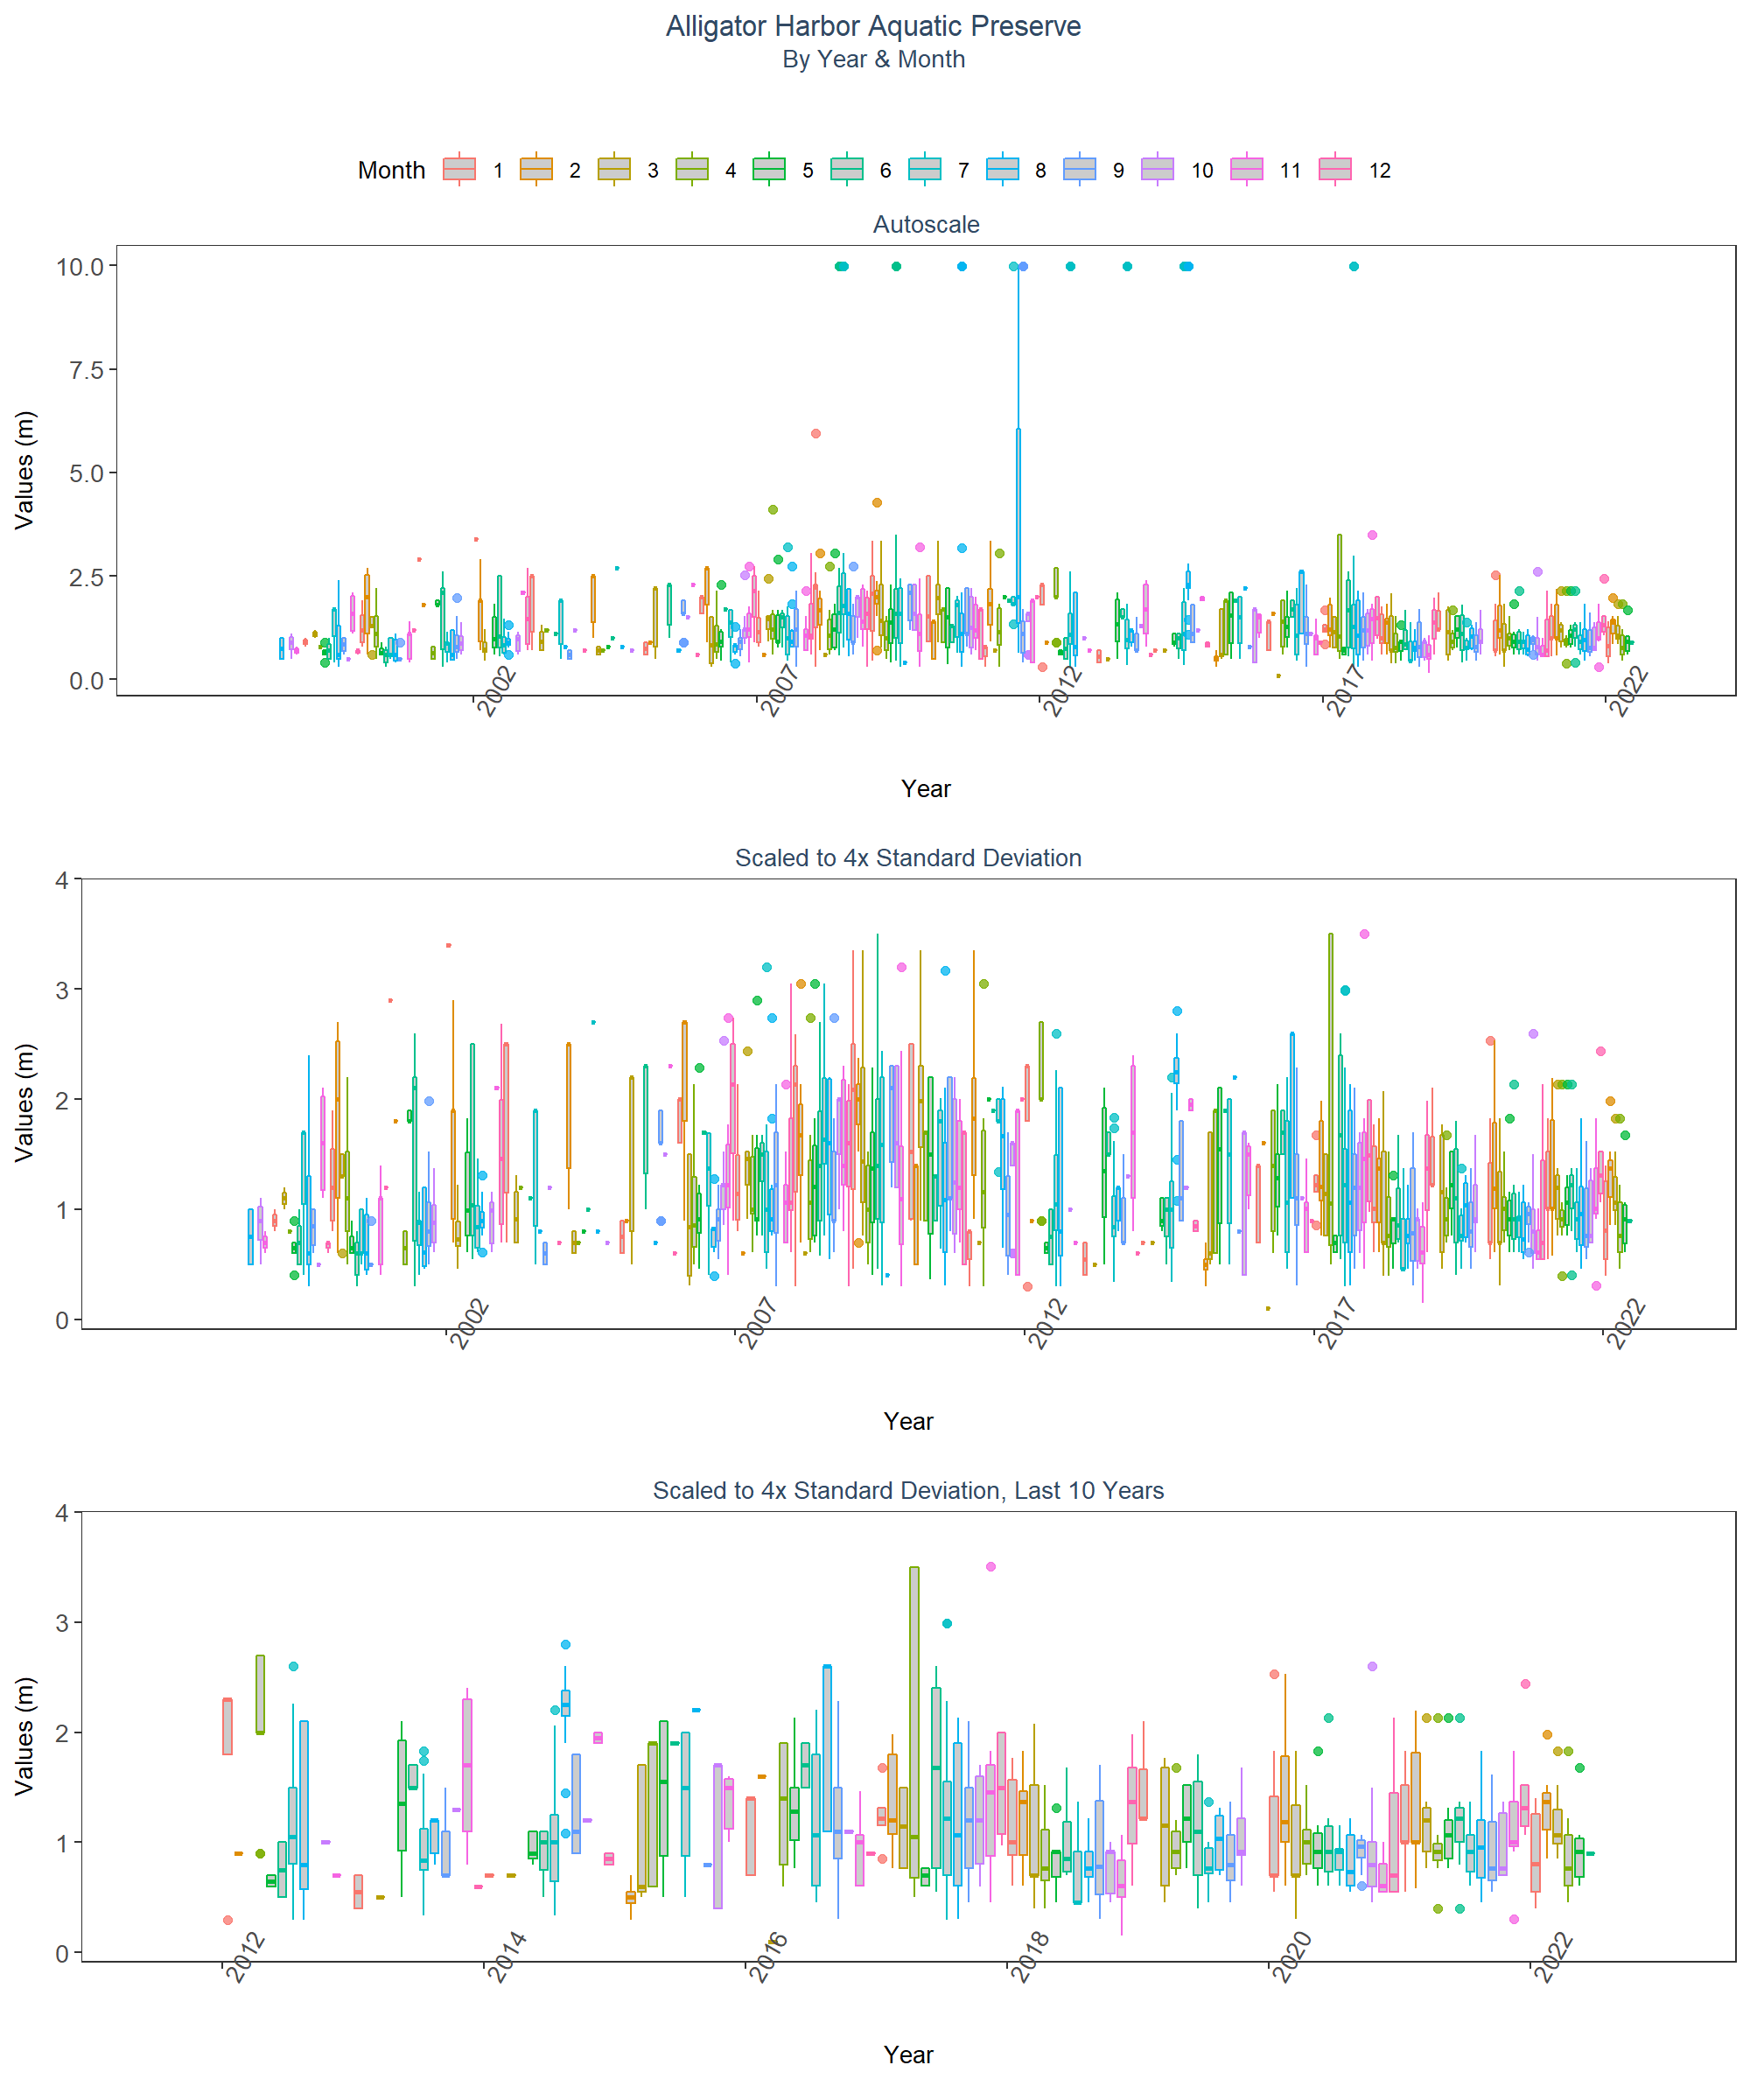 Alligator Harbor Aquatic Preserve
By Year & Month
Month 1 2 3 4 5 6 7 8 9 10 11 12
Autoscale
10.0
7.5
5.0
2.5
0.0
Values (m)
2002 2007 2012 2017 2022
Year
Scaled to 4x Standard Deviation
4
3
2
1
0
Values (m)
2002 2007 2012 2017 2022
Year
Scaled to 4x Standard Deviation, Last 10 Years
4
3
2
1
0
Values (m)
2012 2014 2016 2018 2020 2022
Year